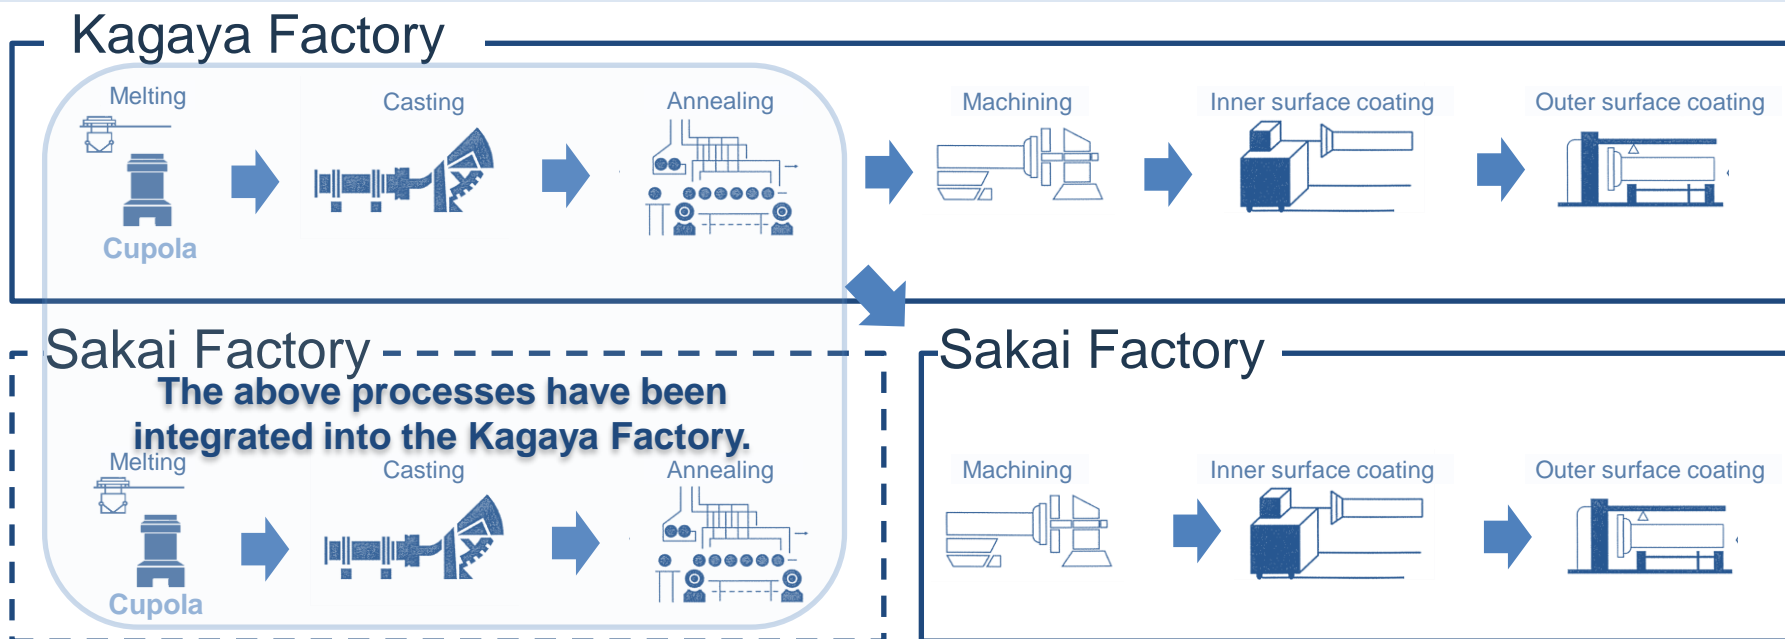 Kagaya Factory
Melting
Casting
Annealing
Machining
Inner surface coating
Outer surface coating
Cupola
Sakai Factory
The above processes have been
integrated into the Kagaya Factory.
Melting
Casting
Annealing
Cupola
Sakai Factory
Machining
Inner surface coating
Outer surface coating